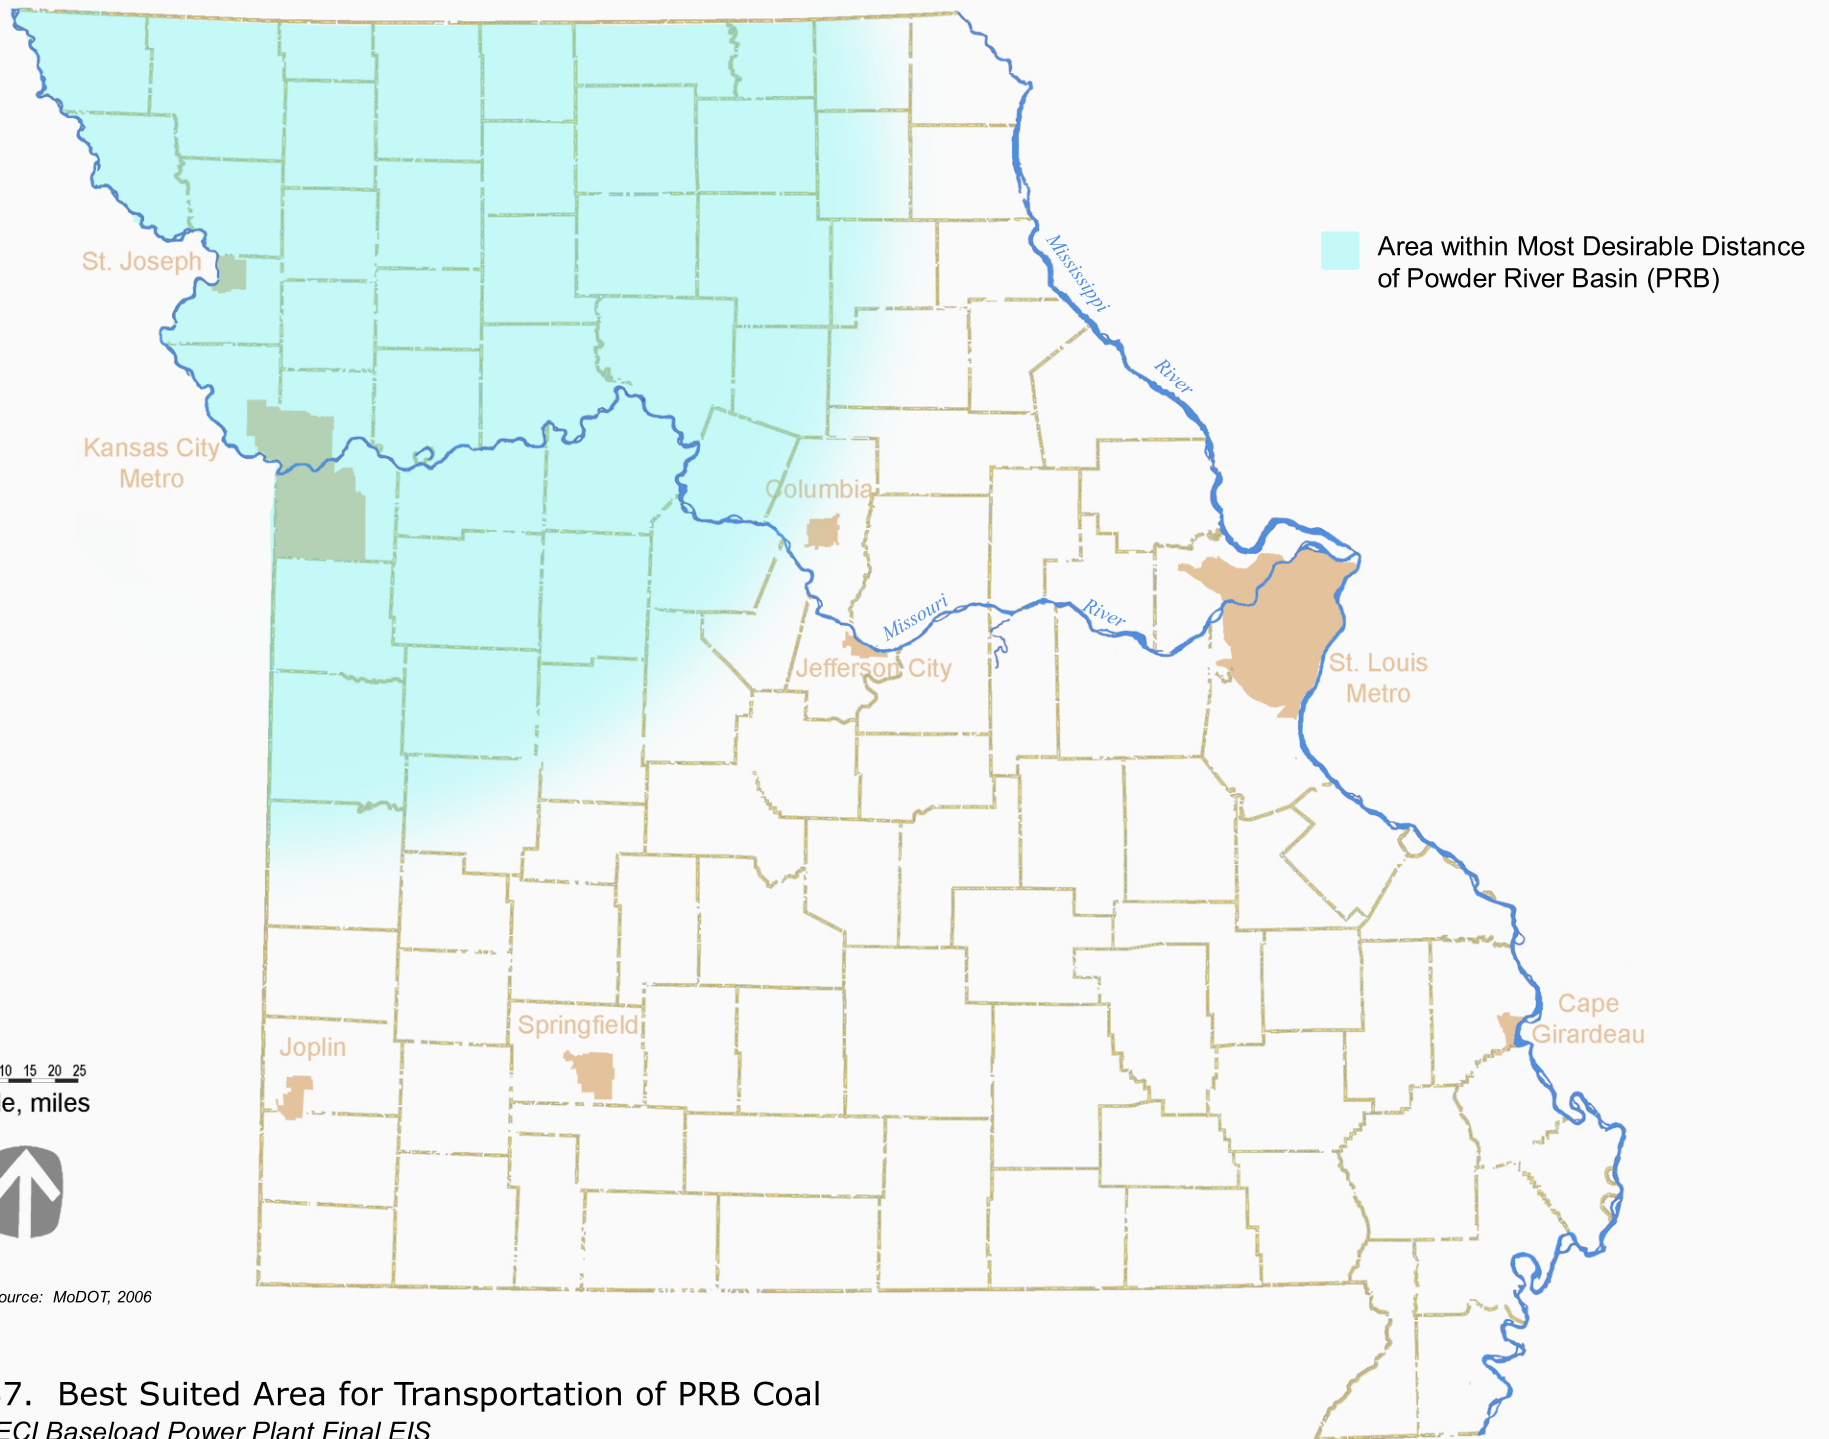 Area within Most Desirable Distance
of Powder River Basin (PRB)
Mississippi
River
St. Joseph
Kansas City
Metro
Columbia
Missouri
River
Jefferson City
St. Louis
Metro
Cape
Girardeau
Springfield
Joplin
10 15 20 25
le, miles
ource: MoDOT, 2006
7. Best Suited Area for Transportation of PRB Coal
ECI Baseload Power Plant Final EIS